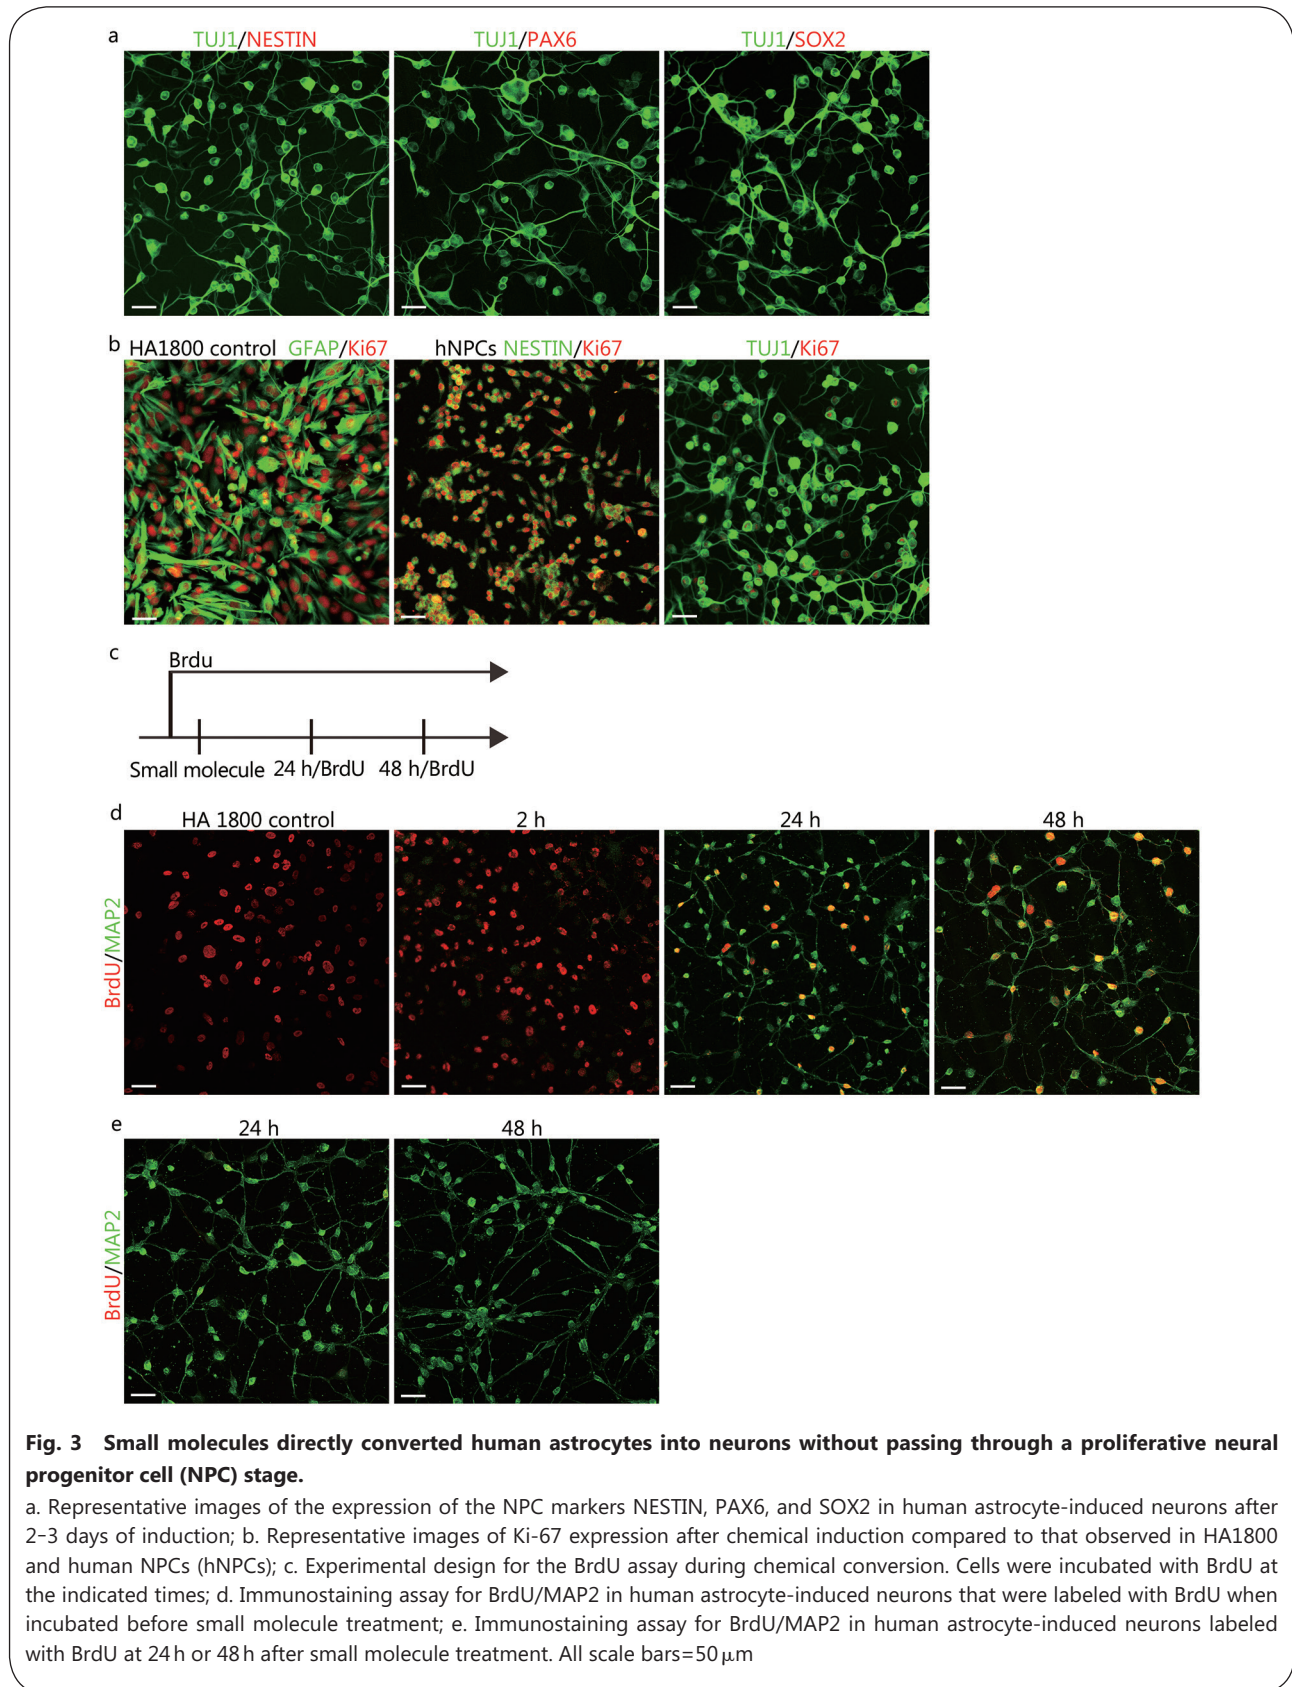 a
TUJ1/NESTIN
TUJ1/PAX6
TUJ1/SOX2
b
HA1800 control GFAP/Ki67
hNPCs NESTIN/Ki67
TUJ1/Ki67
c
Brdu
Small molecule 24 h/BrdU 48 h/BrdU
d
HA 1800 control
2 h
24 h
48 h
BrdU/MAP2
e
24 h
48 h
BrdU/MAP2
Fig. 3 Small molecules directly converted human astrocytes into neurons without passing through a proliferative neural
progenitor cell (NPC) stage.
a. Representative images of the expression of the NPC markers NESTIN, PAX6, and SOX2 in human astrocyte-induced neurons after
2–3 days of induction; b. Representative images of Ki-67 expression after chemical induction compared to that observed in HA1800
and human NPCs (hNPCs); c. Experimental design for the BrdU assay during chemical conversion. Cells were incubated with BrdU at
the indicated times; d. Immunostaining assay for BrdU/MAP2 in human astrocyte-induced neurons that were labeled with BrdU when
incubated before small molecule treatment; e. Immunostaining assay for BrdU/MAP2 in human astrocyte-induced neurons labeled
with BrdU at 24 h or 48 h after small molecule treatment. All scale bars=50 μm